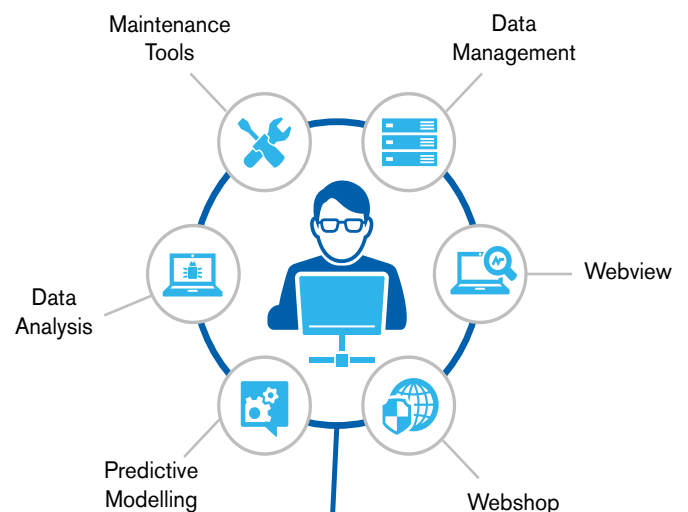 Maintenance
Tools
Data
Management
Webview
Data
Analysis
Predictive
Modelling
Webshop